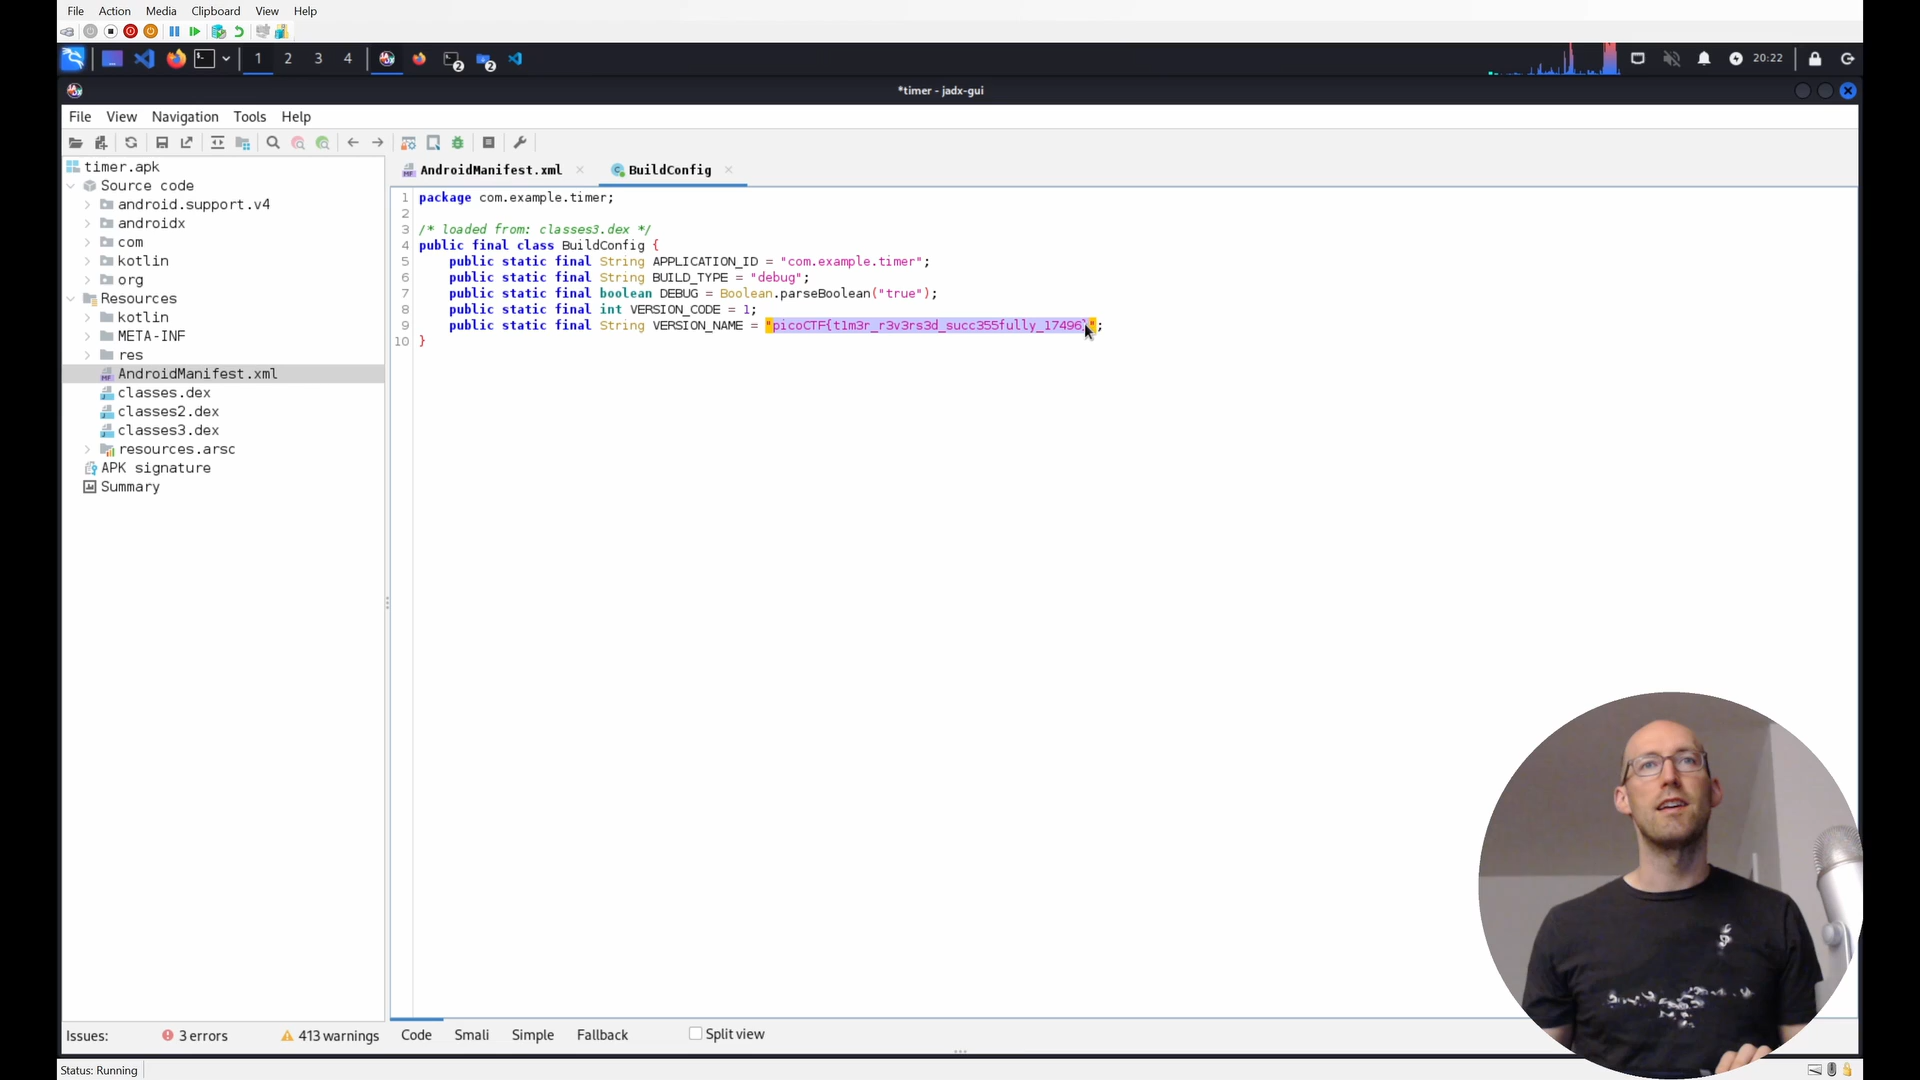 File Action Media Clipboard View Help
1 2 3 4 2 2 20:22
*timer - jadx-gui
File View Navigation Tools Help
timer.apk
Source code
android.support.v4
androidx
com
kotlin
org
Resources
kotlin
META-INF
res
AndroidManifest.xml
classes.dex
classes2.dex
classes3.dex
resources.arsc
APK signature
Summary
AndroidManifest.xml BuildConfig
1 package com.example.timer;
2
3 /* loaded from: classes3.dex */
4 public final class BuildConfig {
5 public static final String APPLICATION_ID = "com.example.timer";
6 public static final String BUILD_TYPE = "debug";
7 public static final boolean DEBUG = Boolean.parseBoolean("true");
8 public static final int VERSION_CODE = 1;
9 public static final String VERSION_NAME = "picoCTF{t1m3r_r3v3rs3d_succ355fully_17496}";
10 }
Issues: 3 errors 413 warnings Code Smali Simple Fallback Split view
Status: Running